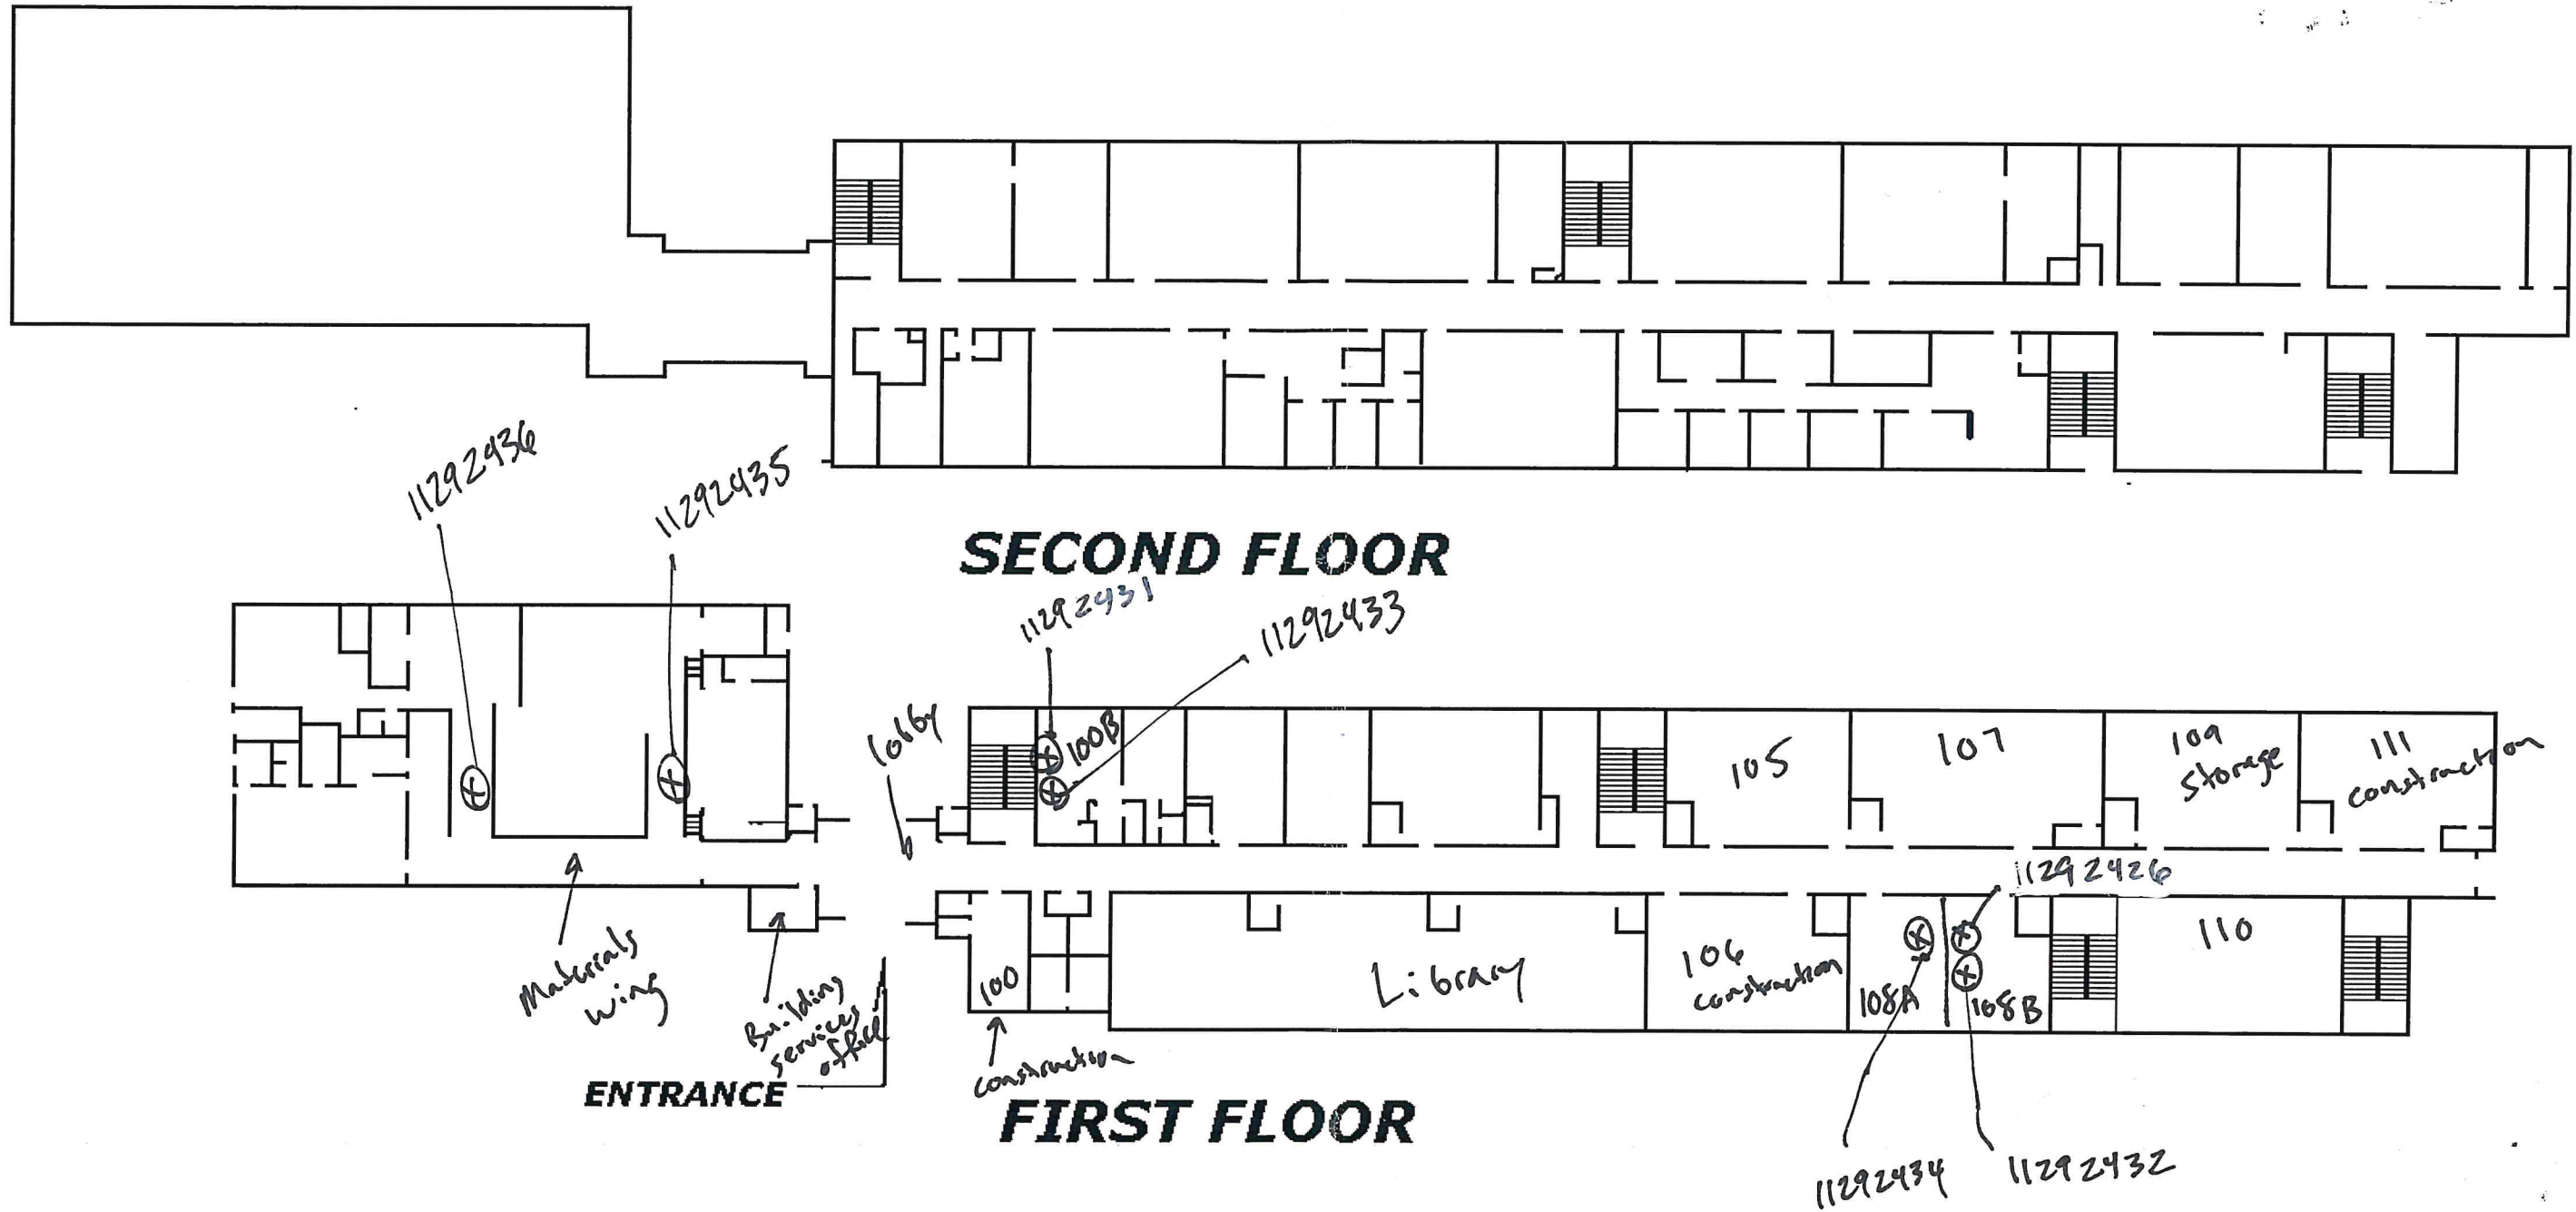 11292436
11292435
SECOND FLOOR
11292431
11292433
lobby
100B
105
107
109
Storage
111
construction
11292426
Materials
wing
Building
services
office
100
construction
Library
106
construction
108A
108B
110
ENTRANCE
FIRST FLOOR
11292434
11292432